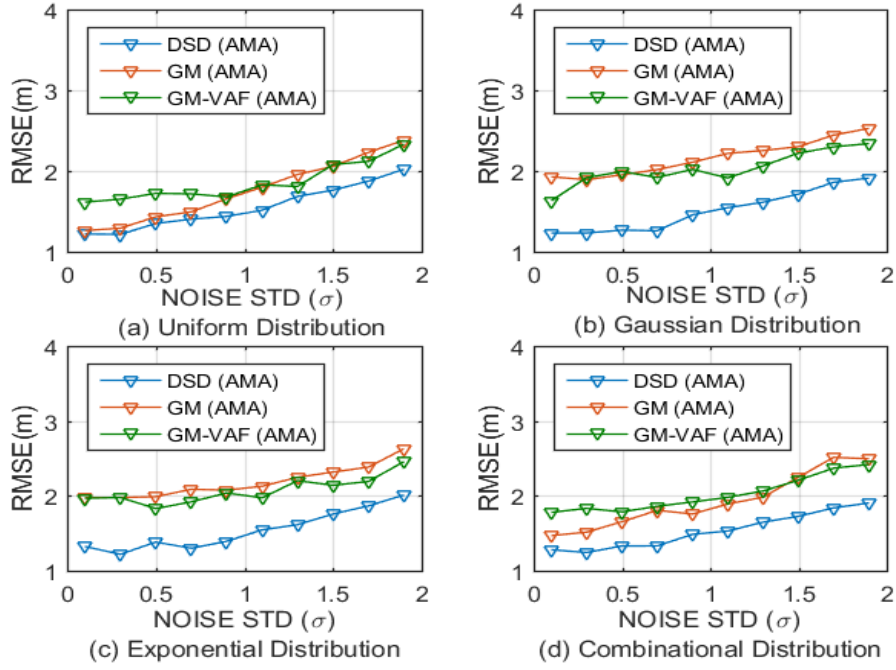 4
3
2
1
RMSE(m)
DSD (AMA)
GM (AMA)
GM-VAF (AMA)
0 0.5 1 1.5 2
NOISE STD (σ)
(a) Uniform Distribution
4
3
2
1
RMSE(m)
DSD (AMA)
GM (AMA)
GM-VAF (AMA)
0 0.5 1 1.5 2
NOISE STD (σ)
(b) Gaussian Distribution
4
3
2
1
RMSE(m)
DSD (AMA)
GM (AMA)
GM-VAF (AMA)
0 0.5 1 1.5 2
NOISE STD (σ)
(c) Exponential Distribution
4
3
2
1
RMSE(m)
DSD (AMA)
GM (AMA)
GM-VAF (AMA)
0 0.5 1 1.5 2
NOISE STD (σ)
(d) Combinational Distribution